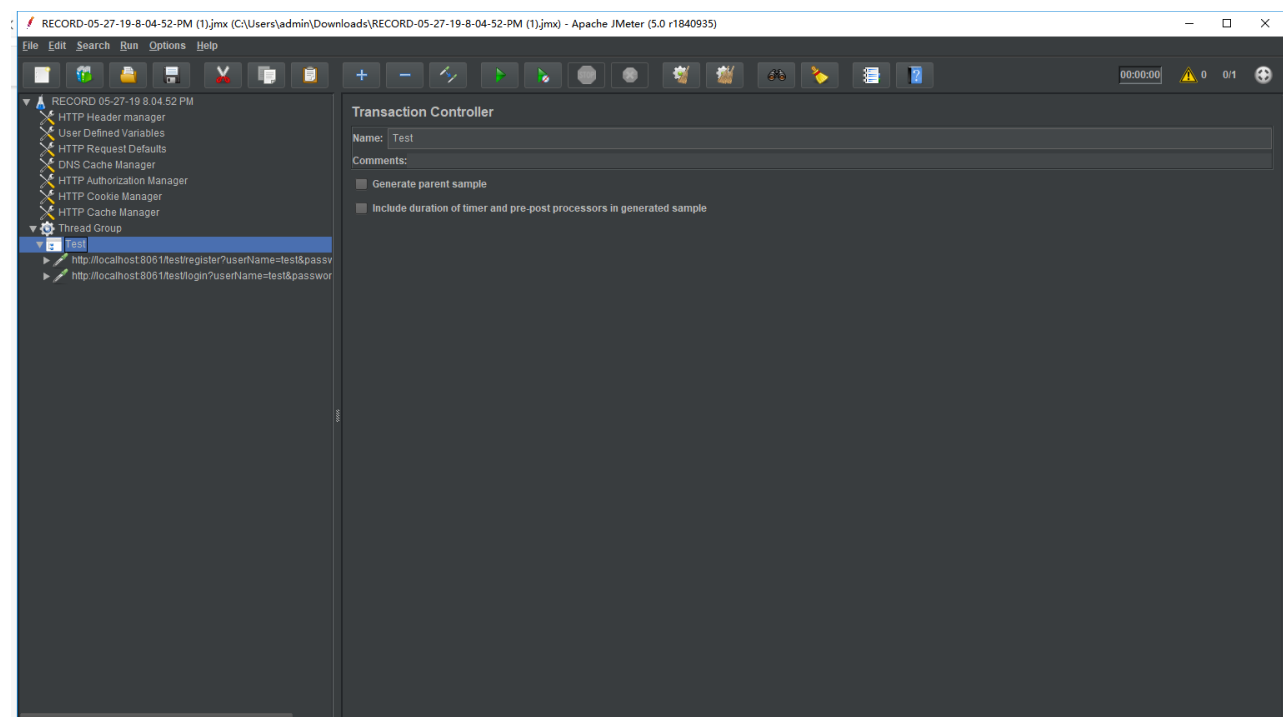 RECORD-05-27-19-8-04-52-PM (1).jmx (C:\Users\admin\Downloads\RECORD-05-27-19-8-04-52-PM (1).jmx) - Apache JMeter (5.0 r1840935)
File Edit Search Run Options Help
00:00:00 0 0/1
RECORD 05-27-19 8.04.52 PM
HTTP Header manager
User Defined Variables
HTTP Request Defaults
DNS Cache Manager
HTTP Authorization Manager
HTTP Cookie Manager
HTTP Cache Manager
Thread Group
Test
http://localhost:8061/test/register?userName=test&passw
http://localhost:8061/test/login?userName=test&passwor
Transaction Controller
Name: Test
Comments:
Generate parent sample
Include duration of timer and pre-post processors in generated sample